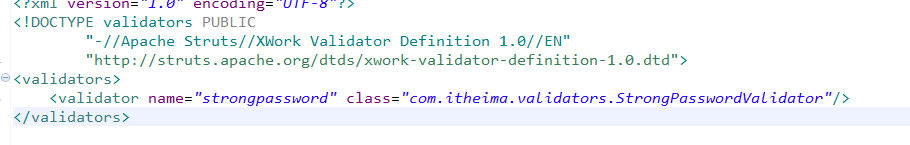 <?xml version="1.0" encoding="UTF-8"?>
<!DOCTYPE validators PUBLIC
"-//Apache Struts//XWork Validator Definition 1.0//EN"
"http://struts.apache.org/dtds/xwork-validator-definition-1.0.dtd">
<validators>
<validator name="strongpassword" class="com.itheima.validators.StrongPasswordValidator"/>
</validators>